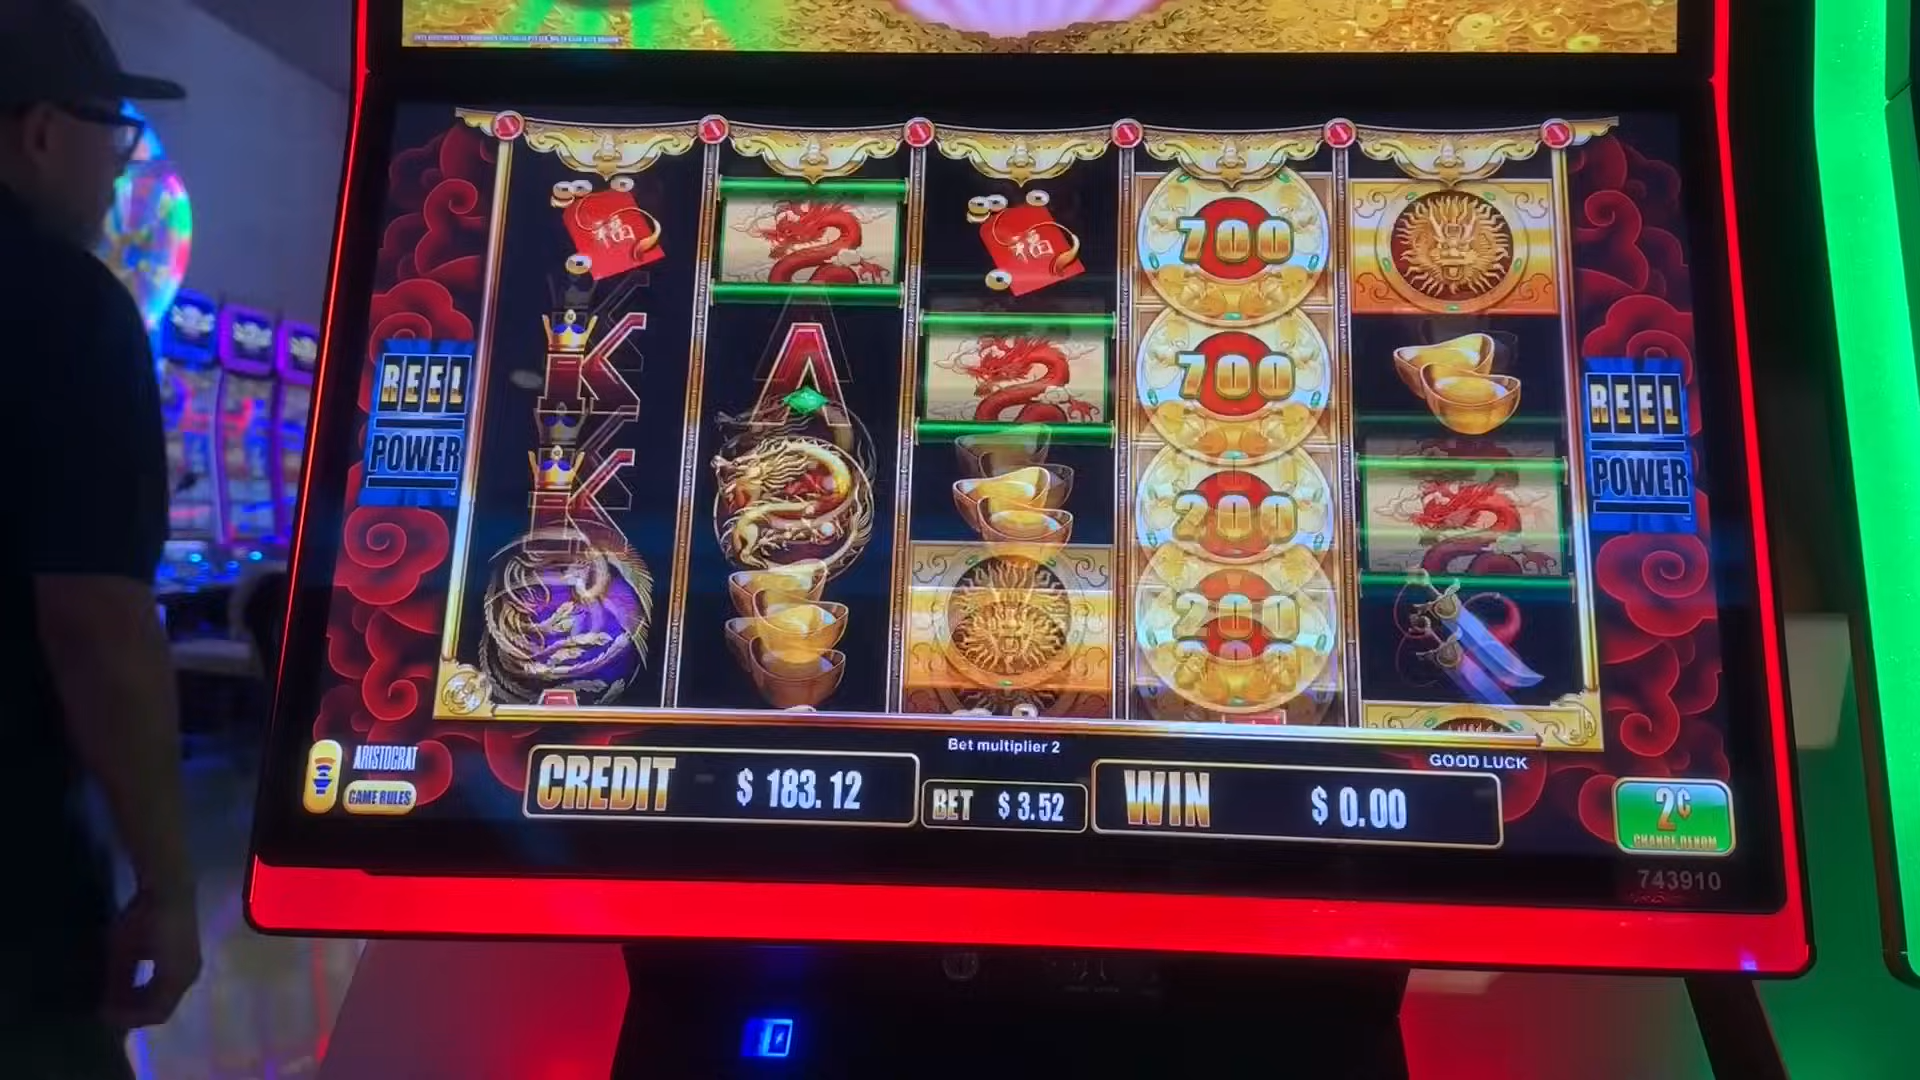 福
福
700
K
A
700
REEL
POWER
REEL
POWER
K
200
200
Bet multiplier 2
GOOD LUCK
ARISTOCRAT
GAME RULES
CREDIT $ 183.12
BET $ 3.52
WIN $ 0.00
2¢
CHANGE DENOM
743910